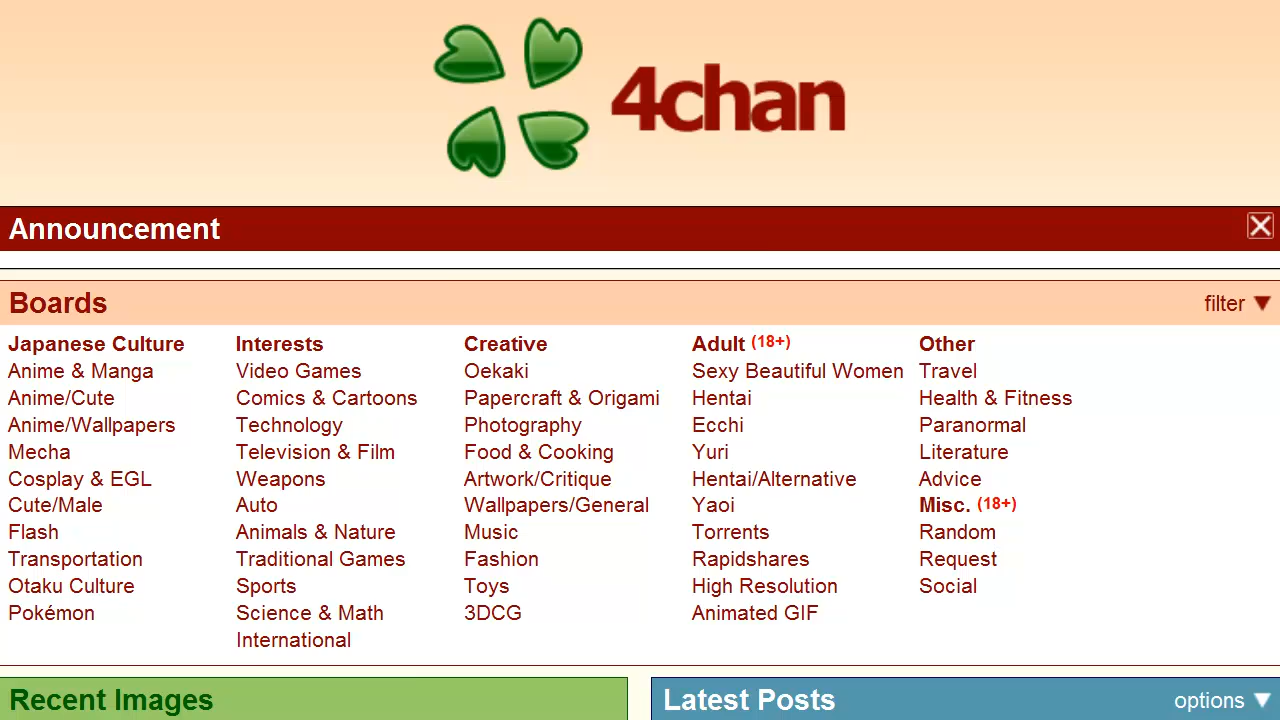 4chan
Announcement
Boards
filter ▼
Japanese Culture
Anime & Manga
Anime/Cute
Anime/Wallpapers
Mecha
Cosplay & EGL
Cute/Male
Flash
Transportation
Otaku Culture
Pokémon
Interests
Video Games
Comics & Cartoons
Technology
Television & Film
Weapons
Auto
Animals & Nature
Traditional Games
Sports
Science & Math
International
Creative
Oekaki
Papercraft & Origami
Photography
Food & Cooking
Artwork/Critique
Wallpapers/General
Music
Fashion
Toys
3DCG
Adult (18+)
Sexy Beautiful Women
Hentai
Ecchi
Yuri
Hentai/Alternative
Yaoi
Torrents
Rapidshares
High Resolution
Animated GIF
Other
Travel
Health & Fitness
Paranormal
Literature
Advice
Misc. (18+)
Random
Request
Social
Recent Images
Latest Posts
options ▼